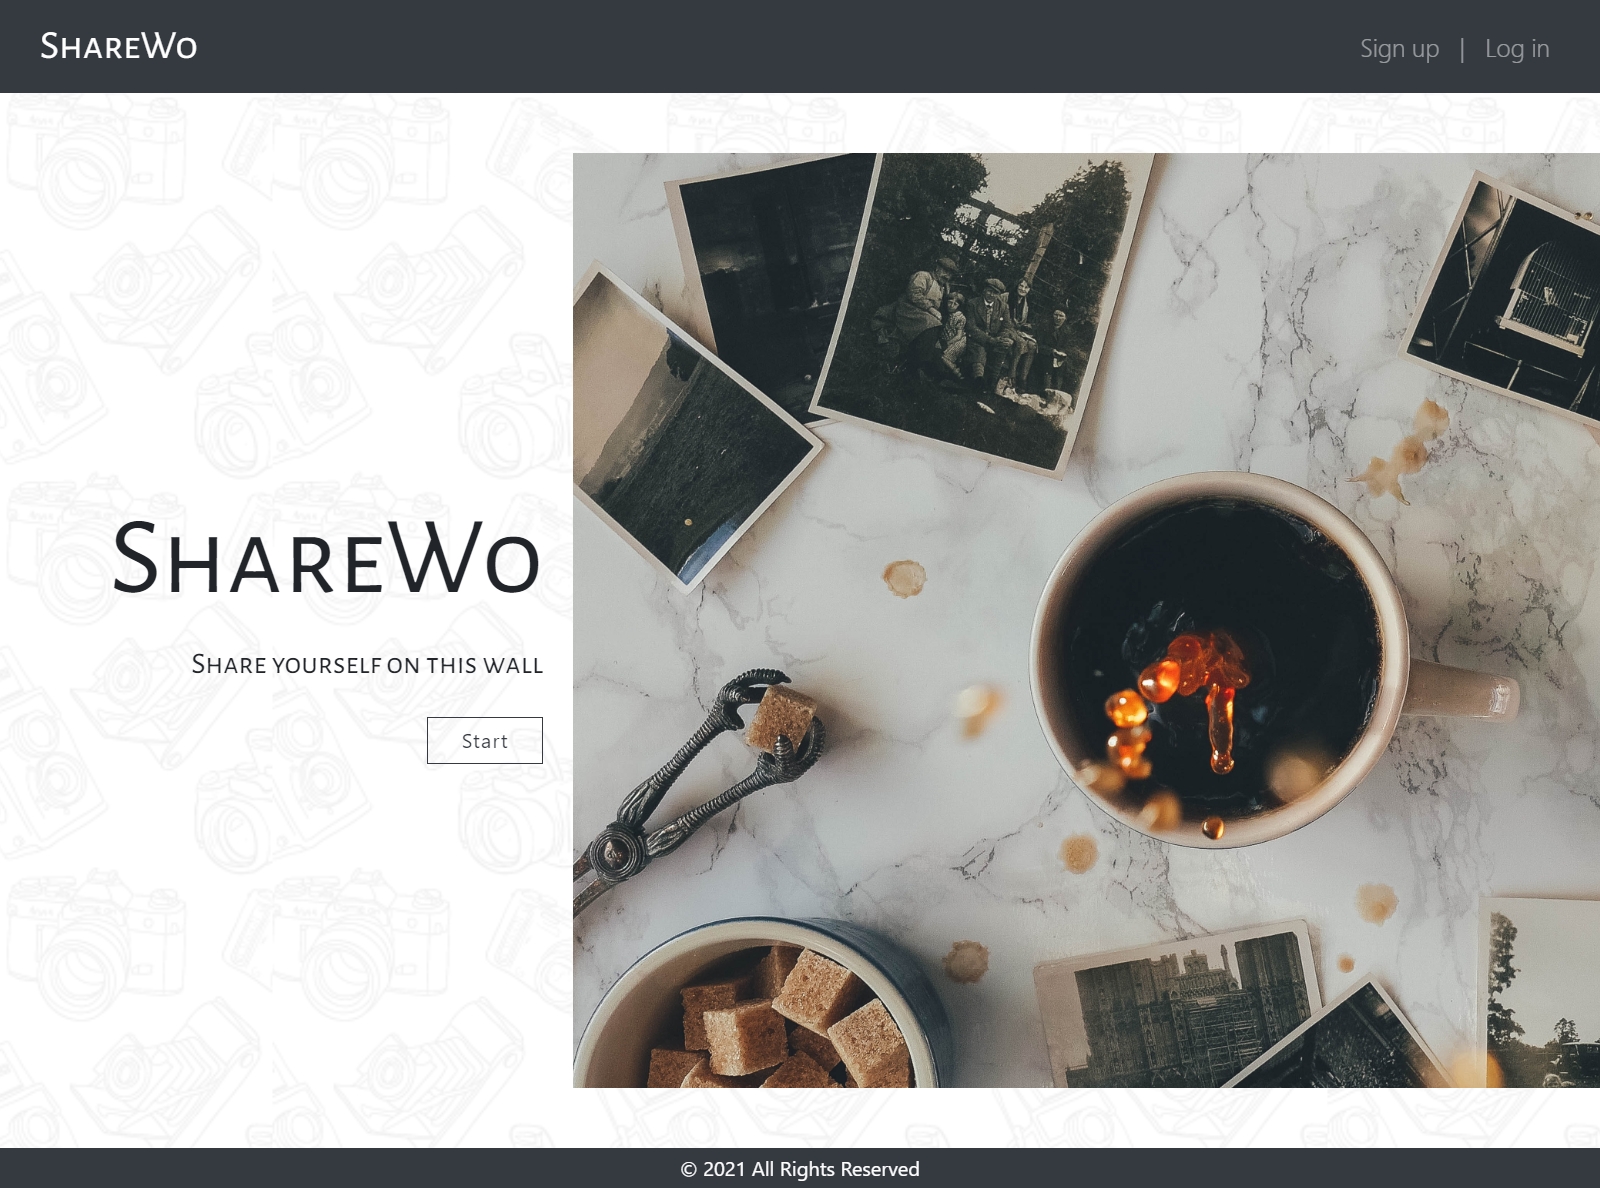 ShareWo
Sign up | Log in
ShareWo
Share yourself on this wall
Start
© 2021 All Rights Reserved